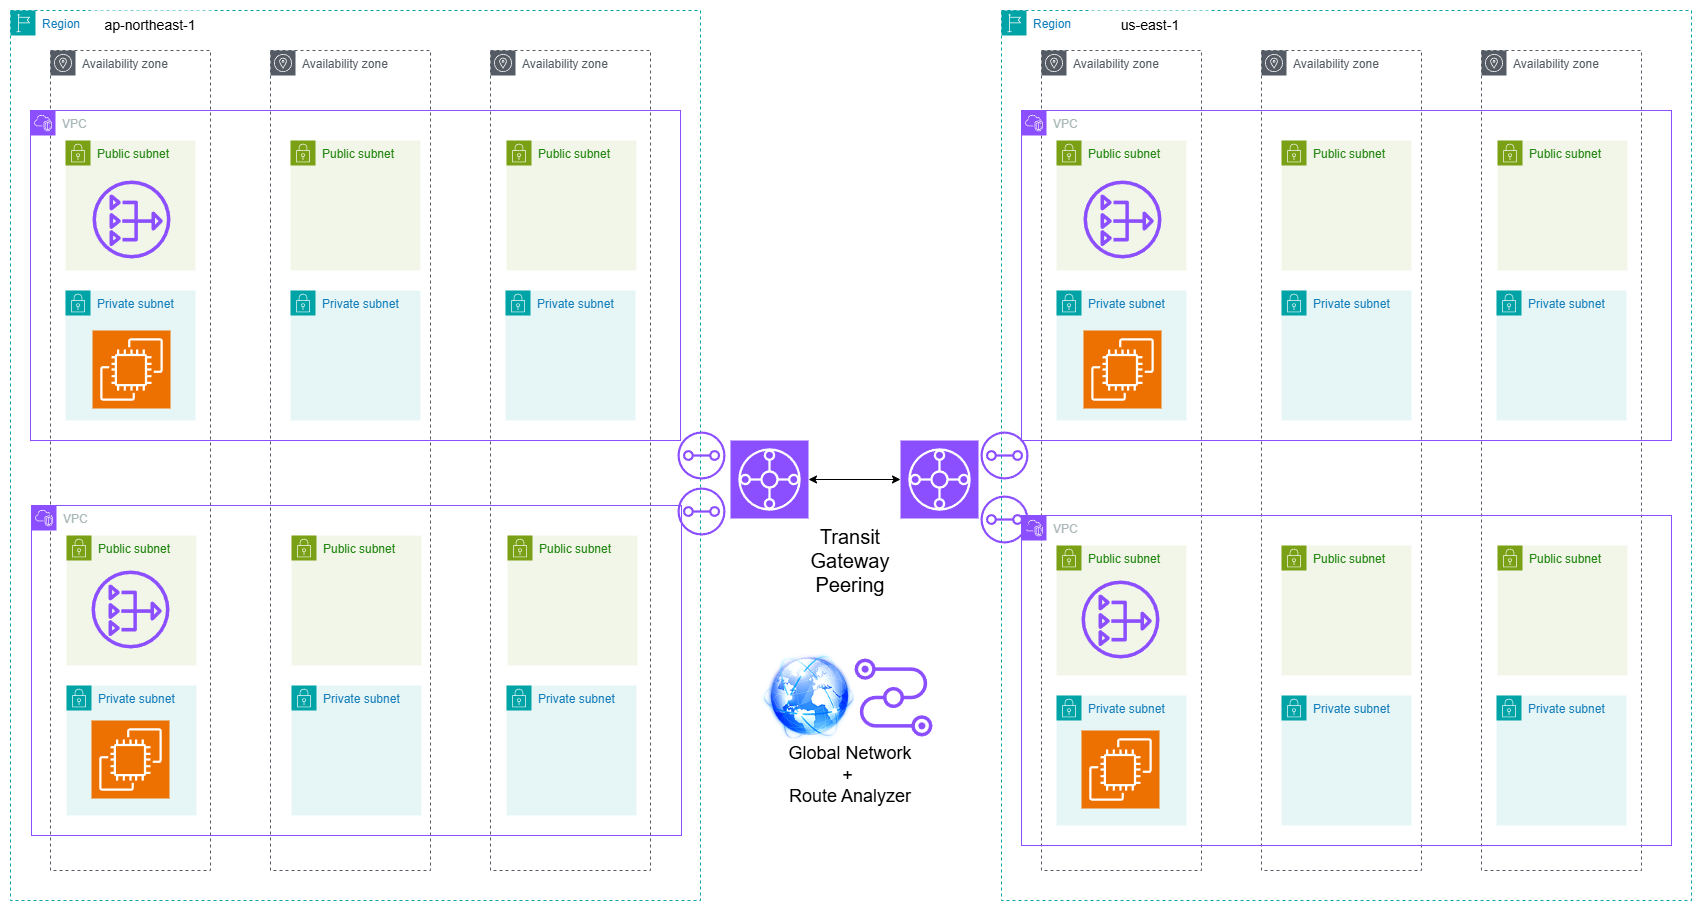 Region
ap-northeast-1
Availability zone
Availability zone
Availability zone
VPC
Public subnet
Public subnet
Public subnet
Private subnet
Private subnet
Private subnet
VPC
Public subnet
Public subnet
Public subnet
Private subnet
Private subnet
Private subnet
Transit
Gateway
Peering
Global Network
+
Route Analyzer
Region
us-east-1
Availability zone
Availability zone
Availability zone
VPC
Public subnet
Public subnet
Public subnet
Private subnet
Private subnet
Private subnet
VPC
Public subnet
Public subnet
Public subnet
Private subnet
Private subnet
Private subnet